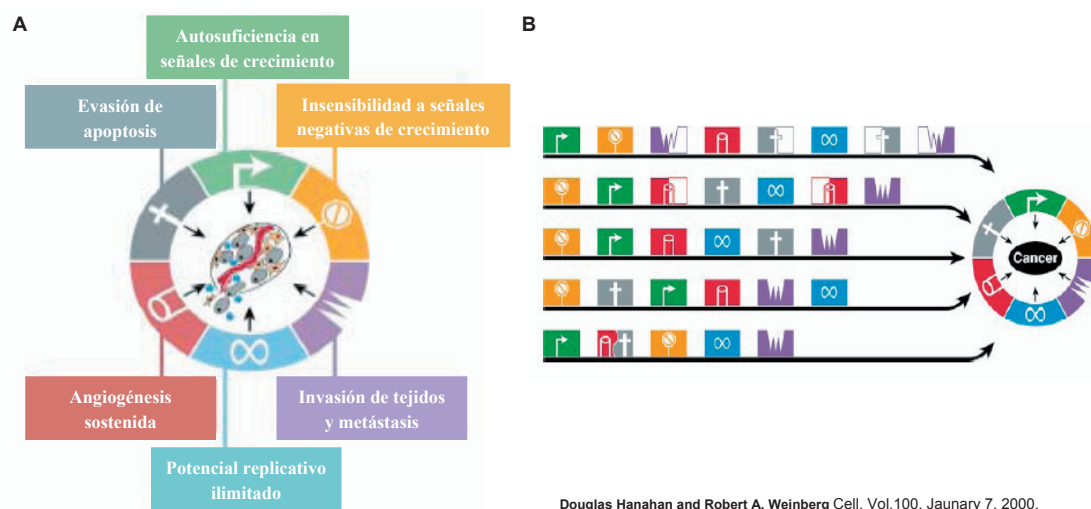 A
Autosuficiencia en
señales de crecimiento
Evasión de
apoptosis
Insensibilidad a señales
negativas de crecimiento
Angiogénesis
sostenida
Invasión de tejidos
y metástasis
Potencial replicativo
ilimitado
B
Cancer
Douglas Hanahan and Robert A. Weinberg Cell, Vol.100, Jaunary 7, 2000.